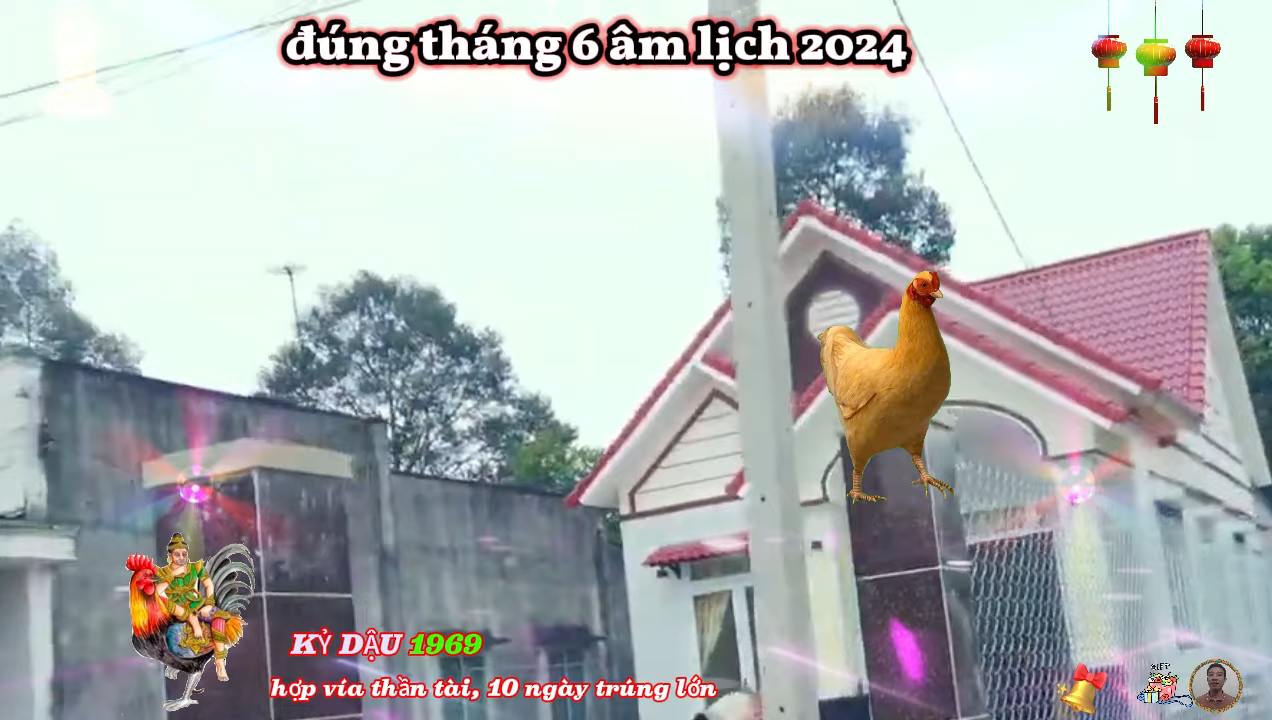 đúng tháng 6 âm lịch 2024
KỶ DẬU 1969
hợp vía thần tài, 10 ngày trúng lớn